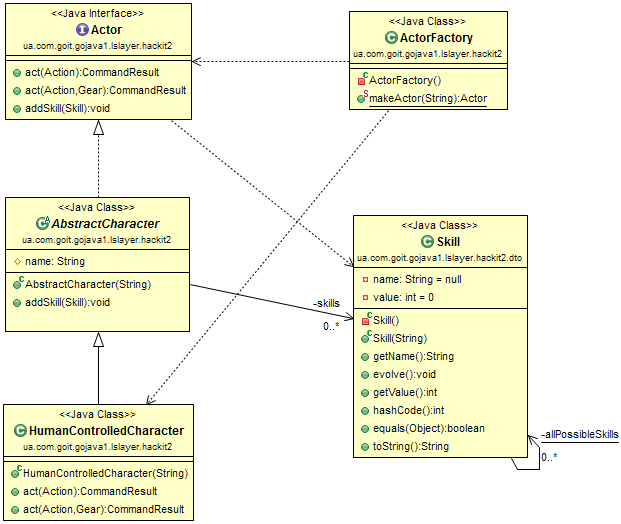 <<Java Interface>>
Actor
ua.com.goit.gojava1.lslayer.hackit2
act(Action):CommandResult
act(Action,Gear):CommandResult
addSkill(Skill):void
<<Java Class>>
ActorFactory
ua.com.goit.gojava1.lslayer.hackit2
ActorFactory()
makeActor(String):Actor
<<Java Class>>
AbstractCharacter
ua.com.goit.gojava1.lslayer.hackit2
name: String
AbstractCharacter(String)
addSkill(Skill):void
-skills
0..*
<<Java Class>>
Skill
ua.com.goit.gojava1.lslayer.hackit2.dto
name: String = null
value: int = 0
Skill()
Skill(String)
getName():String
evolve():void
getValue():int
hashCode():int
equals(Object):boolean
toString():String
-allPossibleSkills
0..*
<<Java Class>>
HumanControlledCharacter
ua.com.goit.gojava1.lslayer.hackit2
HumanControlledCharacter(String)
act(Action):CommandResult
act(Action,Gear):CommandResult